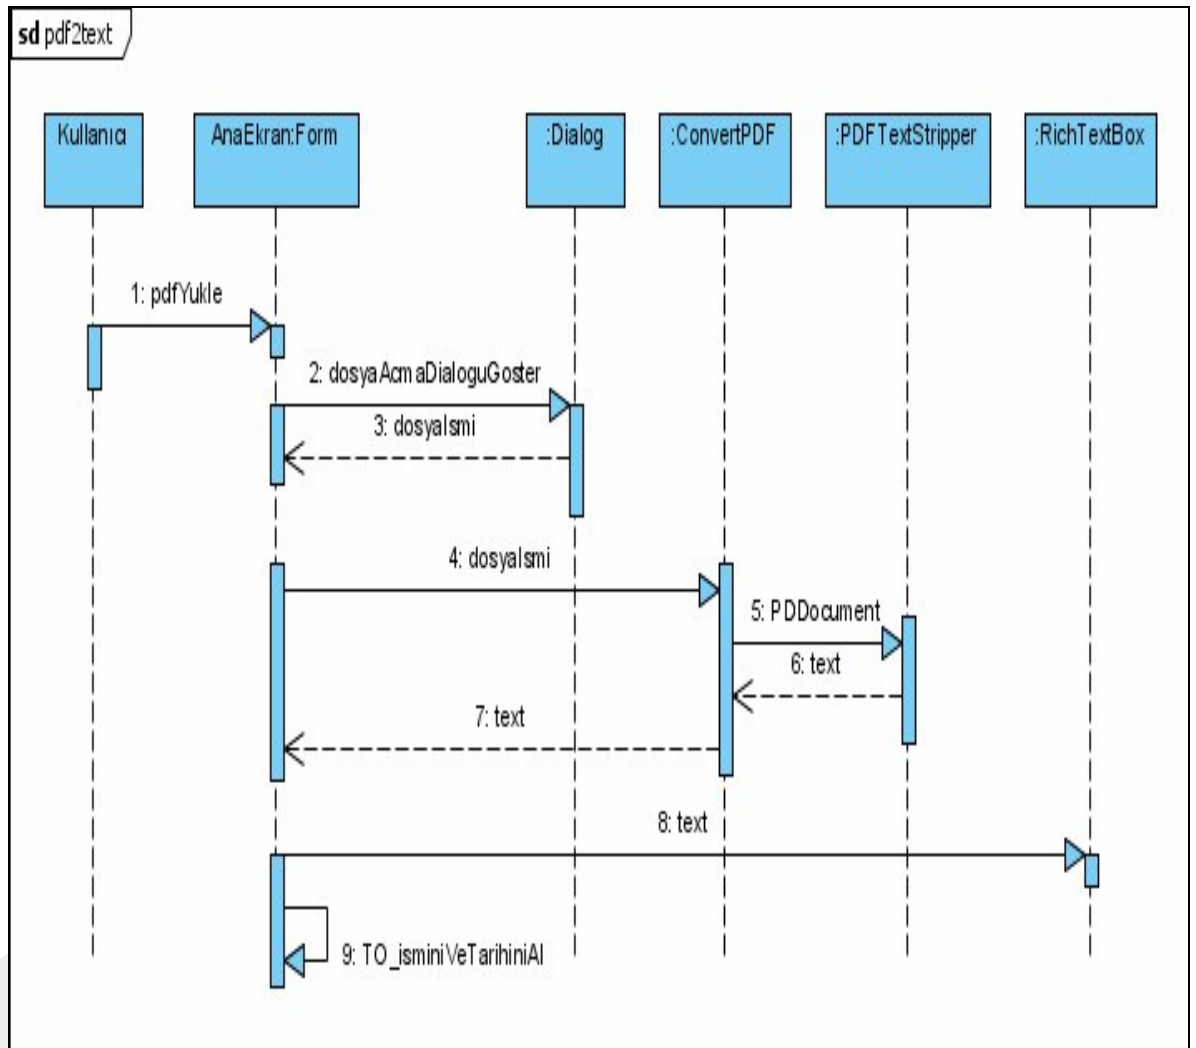 sd pdf2text
Kullanıcı
AnaEkran:Form
:Dialog
:ConvertPDF
:PDFTextStripper
:RichTextBox
1: pdfYukle
2: dosyaAcmaDialoguGoster
3: dosyaIsmi
4: dosyaIsmi
5: PDDocument
6: text
7: text
8: text
9: TO_isminiVeTarihiniAl